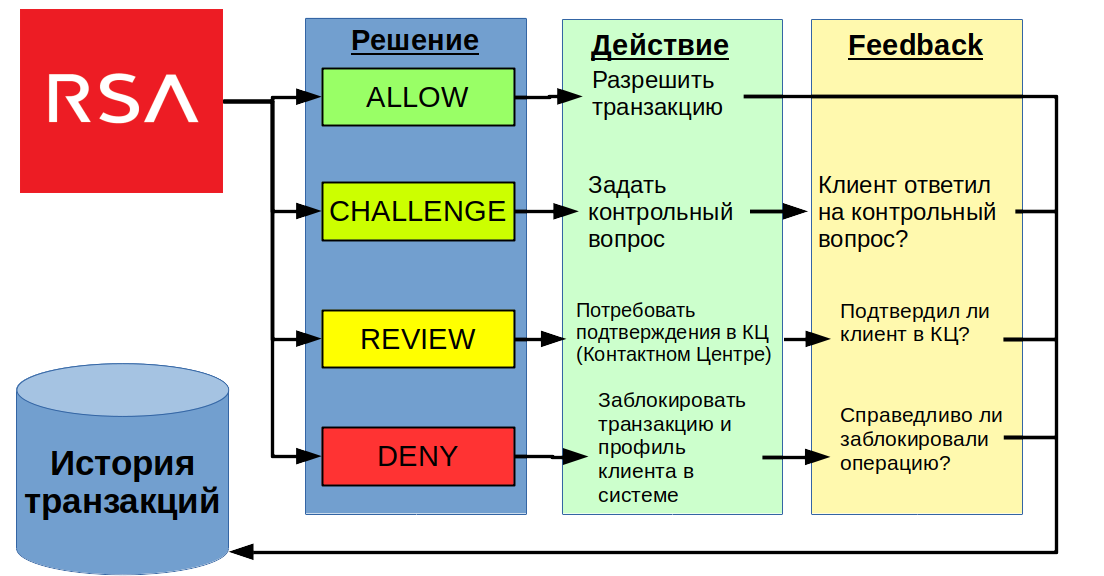 RSA
Решение
ALLOW
CHALLENGE
REVIEW
DENY
Действие
Разрешить
транзакцию
Задать
контрольный
вопрос
Потребовать
подтверждения в КЦ
(Контактном Центре)
Заблокировать
транзакцию и
профиль
клиента в
системе
Feedback
Клиент ответил
на контрольный
вопрос?
Подтвердил ли
клиент в КЦ?
Справедливо ли
заблокировали
операцию?
История
транзакций